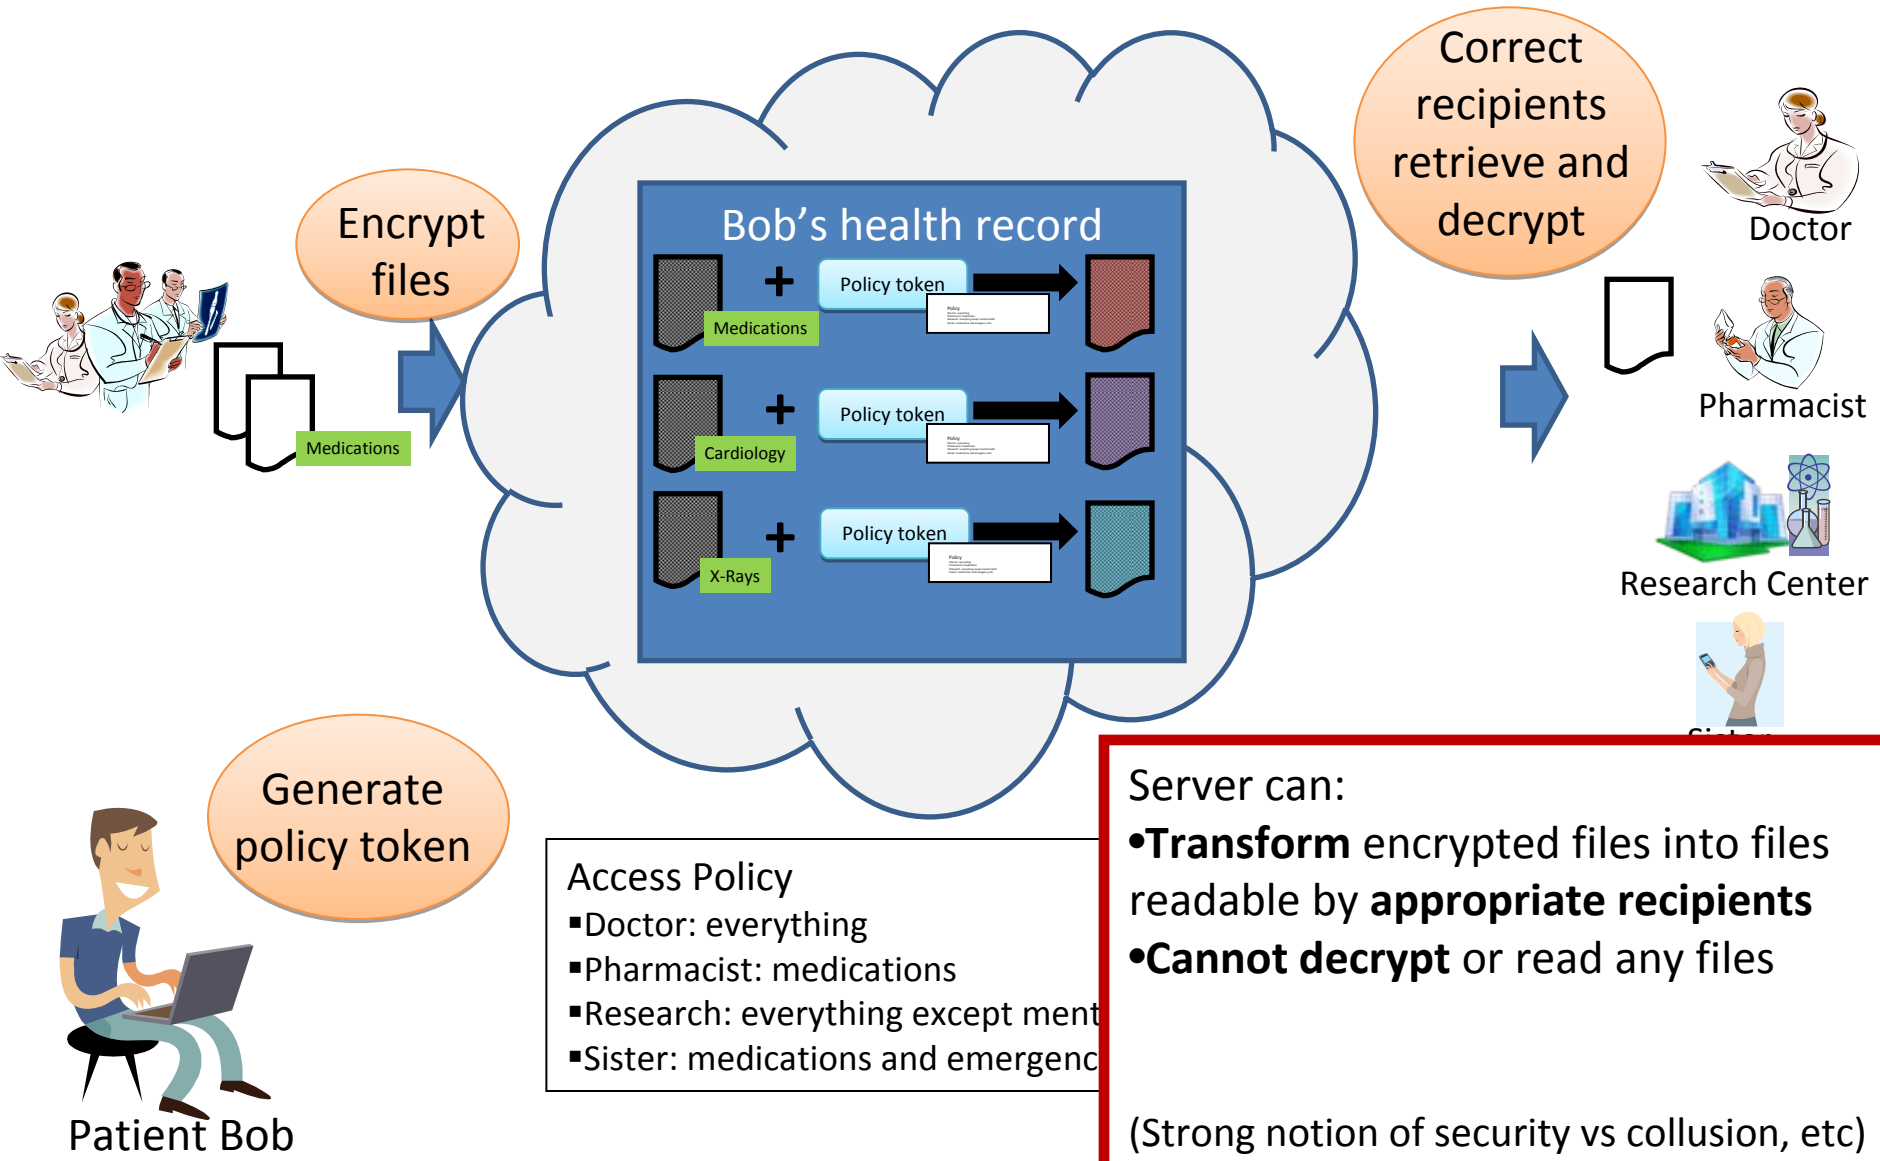 Correct
recipients
retrieve and
decrypt
Encrypt
files
Bob's health record
Policy token
Policy
Medications
Policy token
Policy
Cardiology
Policy token
Policy
X-Rays
Medications
Doctor
Pharmacist
Research Center
Generate
policy token
Patient Bob
Access Policy
▪Doctor: everything
▪Pharmacist: medications
▪Research: everything except ment
▪Sister: medications and emergenc
Server can:
•Transform encrypted files into files
readable by appropriate recipients
•Cannot decrypt or read any files
(Strong notion of security vs collusion, etc)